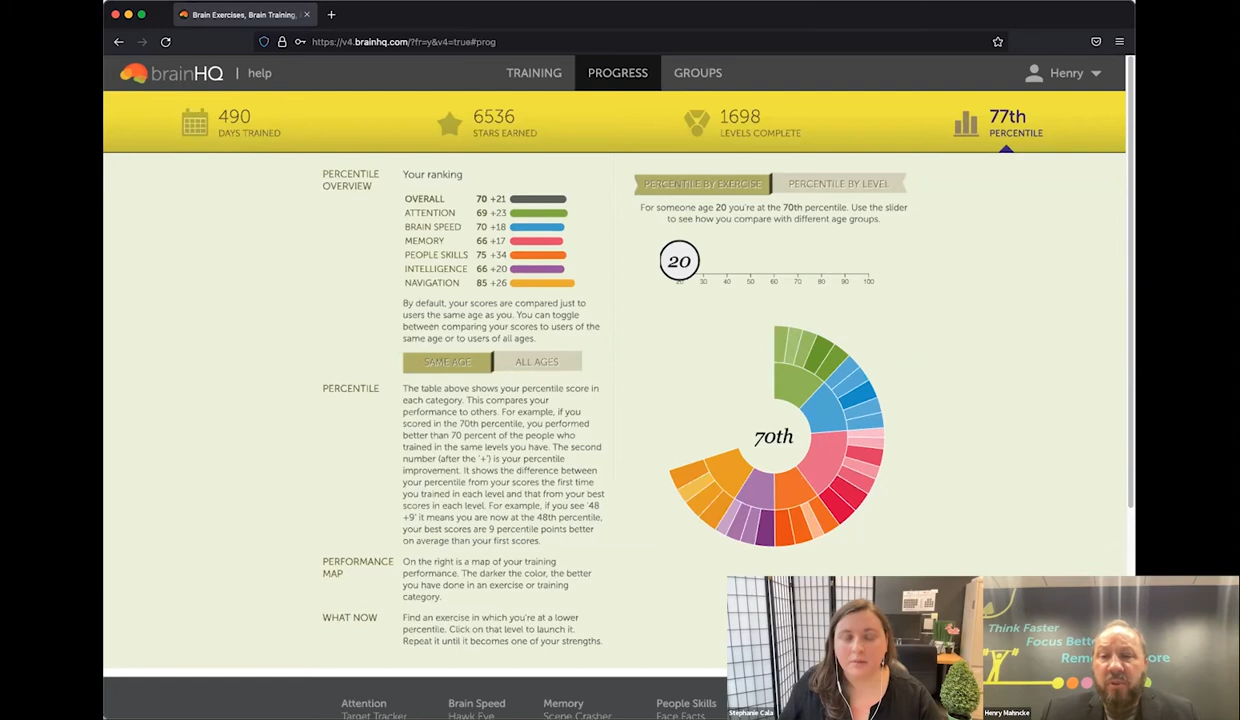 Brain Exercises, Brain Training,
https://v4.brainhq.com/?fr=y&v4=true#prog
brainHQ | help
TRAINING
PROGRESS
GROUPS
Henry
490
DAYS TRAINED
6536
STARS EARNED
1698
LEVELS COMPLETE
77th
PERCENTILE
PERCENTILE
OVERVIEW
Your ranking
OVERALL 70 +21
ATTENTION 69 +23
BRAIN SPEED 70 +18
MEMORY 66 +17
PEOPLE SKILLS 75 +34
INTELLIGENCE 66 +20
NAVIGATION 85 +26
By default, your scores are compared just to
users the same age as you. You can toggle
between comparing your scores to users of the
same age or to users of all ages.
SAME AGE
ALL AGES
PERCENTILE
The table above shows your percentile score in
each category. This compares your
performance to others. For example, if you
scored in the 70th percentile, you performed
better than 70 percent of the people who
trained in the same levels you have. The second
number (after the '+') is your percentile
improvement. It shows the difference between
your percentile from your scores the first time
you trained in each level and that from your best
scores in each level. For example, if you see '48
+9' it means you are now at the 48th percentile,
your best scores are 9 percentile points better
on average than your first scores.
PERFORMANCE
MAP
On the right is a map of your training
performance. The darker the color, the better
you have done in an exercise or training
category.
WHAT NOW
Find an exercise in which you're at a lower
percentile. Click on that level to launch it.
Repeat it until it becomes one of your strengths.
PERCENTILE BY EXERCISE
PERCENTILE BY LEVEL
For someone age 20 you're at the 70th percentile. Use the slider
to see how you compare with different age groups.
20
20 30 40 50 60 70 80 90 100
70th
Think Faster
Focus Bett
Rem ore
Stephanie Cala
Henry Mahncke
Attention
Target Tracker
Brain Speed
Hawk Eye
Memory
Scene Crasher
People Skills
Face Facts